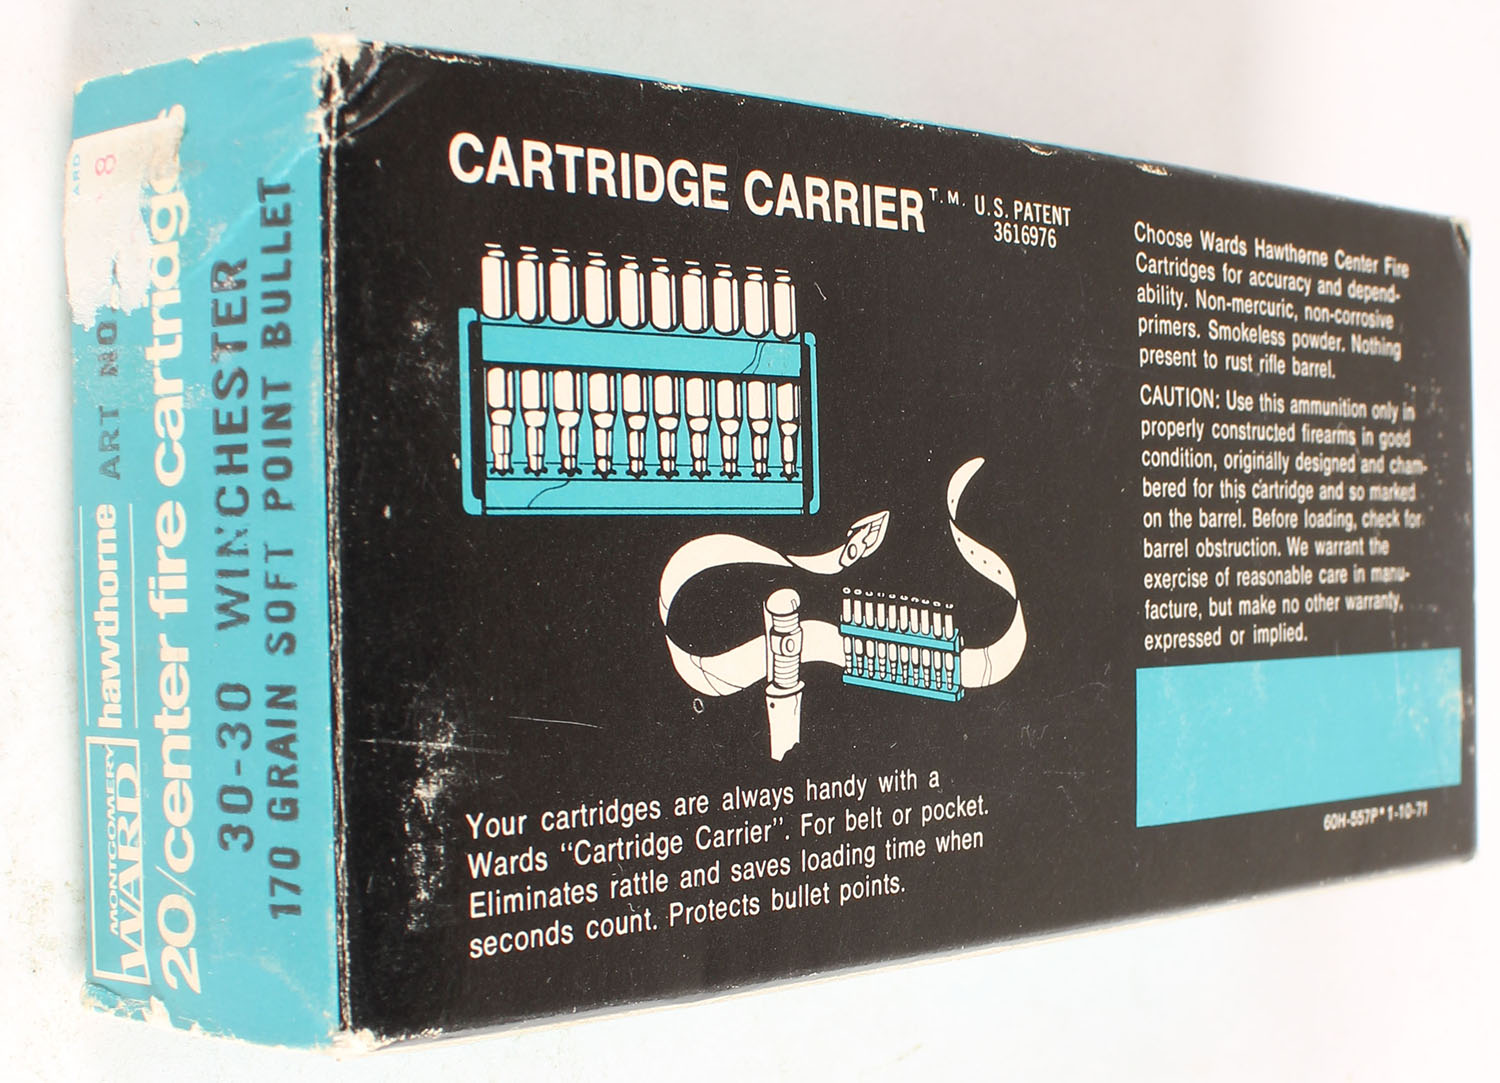 MONTGOMERY
WARD
hawthorne ART NO.
20/center fire cartridges
30-30 WINCHESTER
170 GRAIN SOFT POINT BULLET
ARD
8
CARTRIDGE CARRIER T.M. U.S. PATENT
3616976
Your cartridges are always handy with a
Wards "Cartridge Carrier". For belt or pocket.
Eliminates rattle and saves loading time when
seconds count. Protects bullet points.
Choose Wards Hawthorne Center Fire
Cartridges for accuracy and depend-
ability. Non-mercuric, non-corrosive
primers. Smokeless powder. Nothing
present to rust rifle barrel.
CAUTION: Use this ammunition only in
properly constructed firearms in good
condition, originally designed and cham-
bered for this cartridge and so marked
on the barrel. Before loading, check for
barrel obstruction. We warrant the
exercise of reasonable care in manu-
facture, but make no other warranty,
expressed or implied.
60H-557P*1-10-71